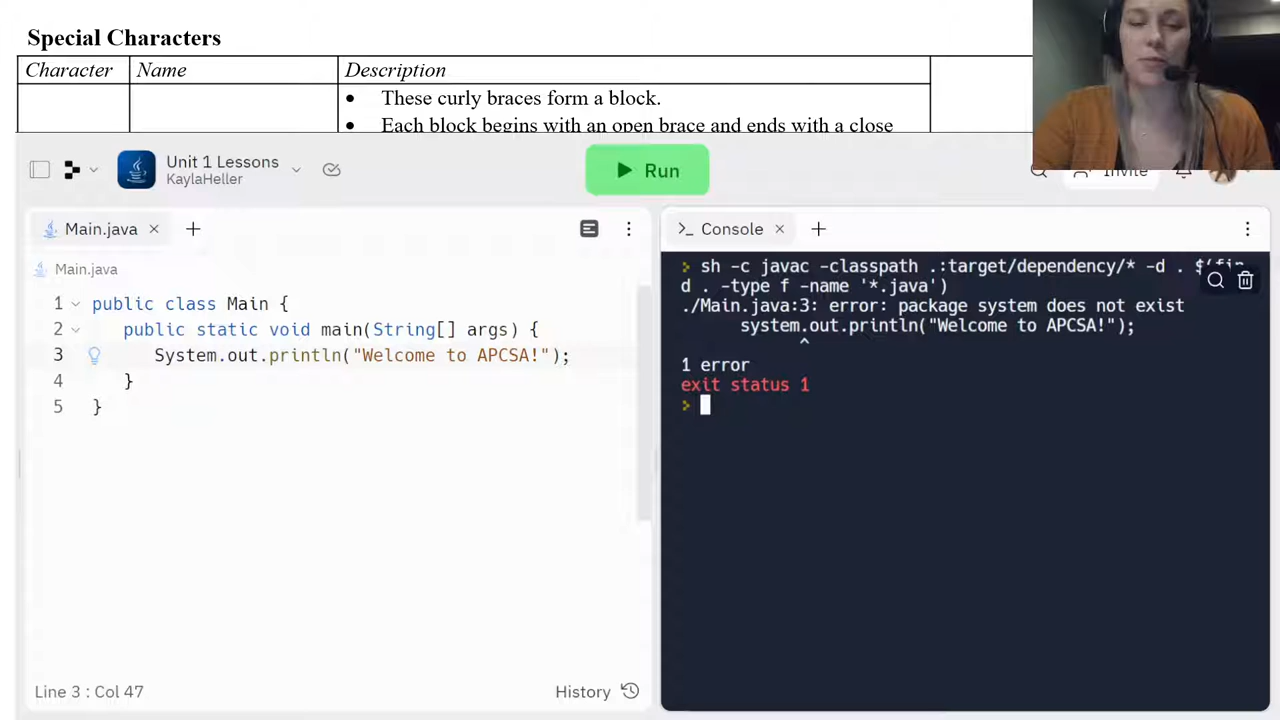 Special Characters
Character Name Description
• These curly braces form a block.
• Each block begins with an open brace and ends with a close
Unit 1 Lessons
KaylaHeller
Run
Invite
Main.java
Console
Main.java
1 public class Main {
2 public static void main(String[] args) {
3 System.out.println("Welcome to APCSA!");
4 }
5 }
Line 3 : Col 47
History
> sh -c javac -classpath .:target/dependency/* -d . $(fin
d . -type f -name '*.java')
./Main.java:3: error: package system does not exist
system.out.println("Welcome to APCSA!");
^
1 error
exit status 1
>